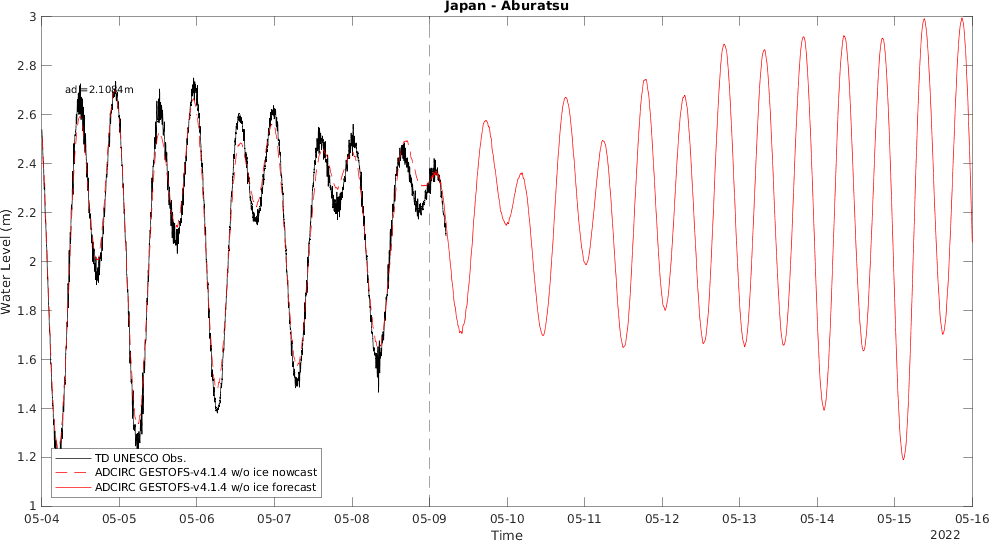 Japan - Aburatsu
3
2.8
2.6
2.4
2.2
2
1.8
1.6
1.4
1.2
1
Water Level (m)
adj=2.1084m
TD UNESCO Obs.
ADCIRC GESTOFS-v4.1.4 w/o ice nowcast
ADCIRC GESTOFS-v4.1.4 w/o ice forecast
05-04 05-05 05-06 05-07 05-08 05-09 05-10 05-11 05-12 05-13 05-14 05-15 05-16
Time
2022